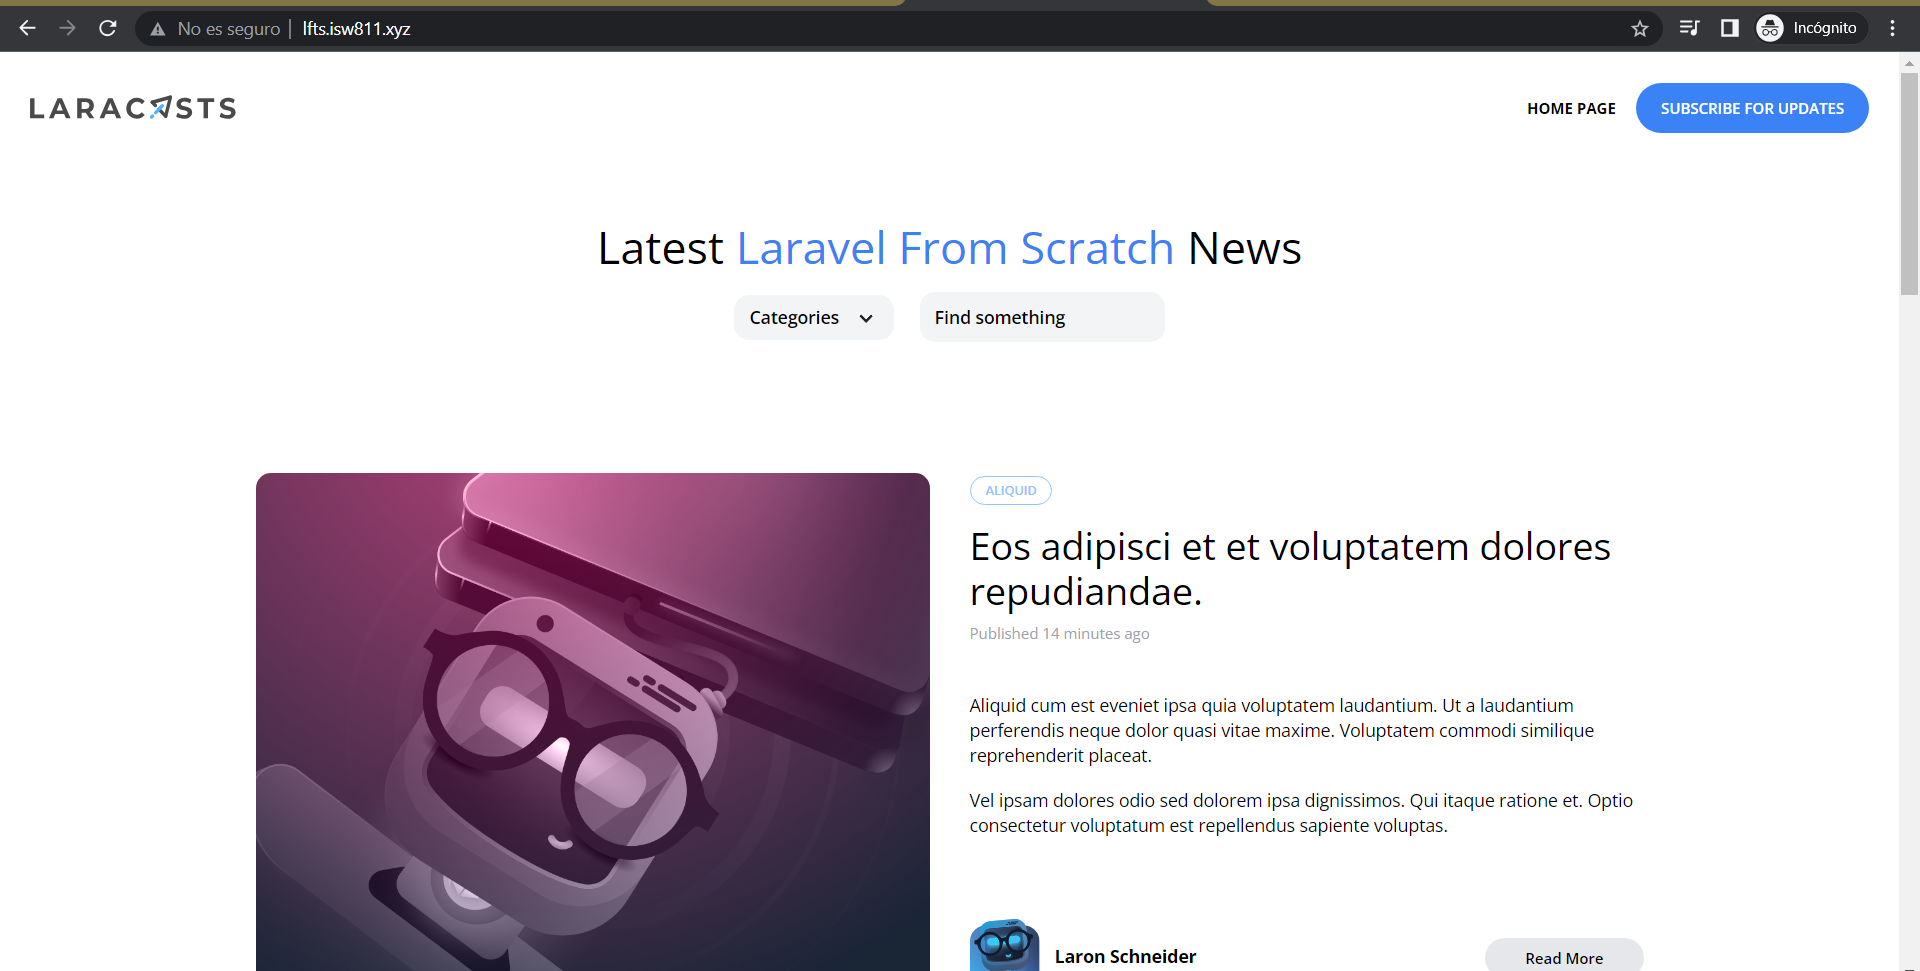 No es seguro | lfts.isw811.xyz
Incógnito
LARACASTS
HOME PAGE
SUBSCRIBE FOR UPDATES
Latest Laravel From Scratch News
Categories
Find something
ALIQUID
Eos adipisci et et voluptatem dolores
repudiandae.
Published 14 minutes ago
Aliquid cum est eveniet ipsa quia voluptatem laudantium. Ut a laudantium
perferendis neque dolor quasi vitae maxime. Voluptatem commodi similique
reprehenderit placeat.
Vel ipsam dolores odio sed dolorem ipsa dignissimos. Qui itaque ratione et. Optio
consectetur voluptatum est repellendus sapiente voluptas.
Laron Schneider
Read More